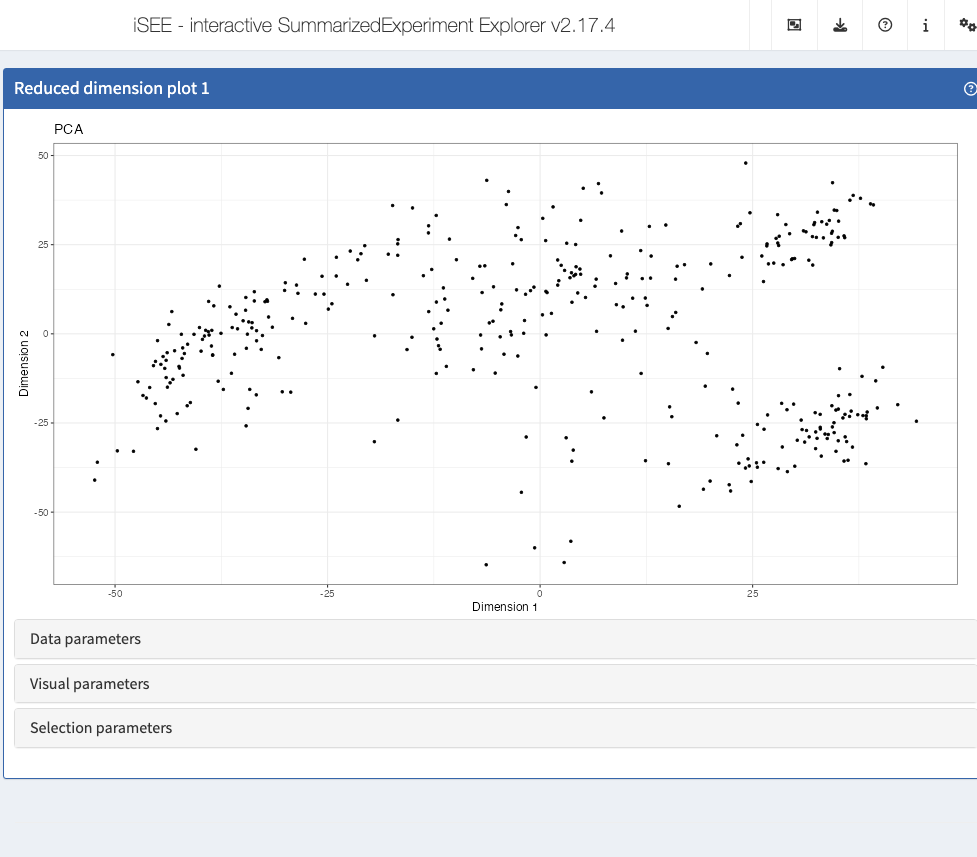 iSEE - interactive SummarizedExperiment Explorer v2.17.4
Reduced dimension plot 1
PCA
50
25
0
-25
-50
Dimension 2
-50
-25
0
25
Dimension 1
Data parameters
Visual parameters
Selection parameters